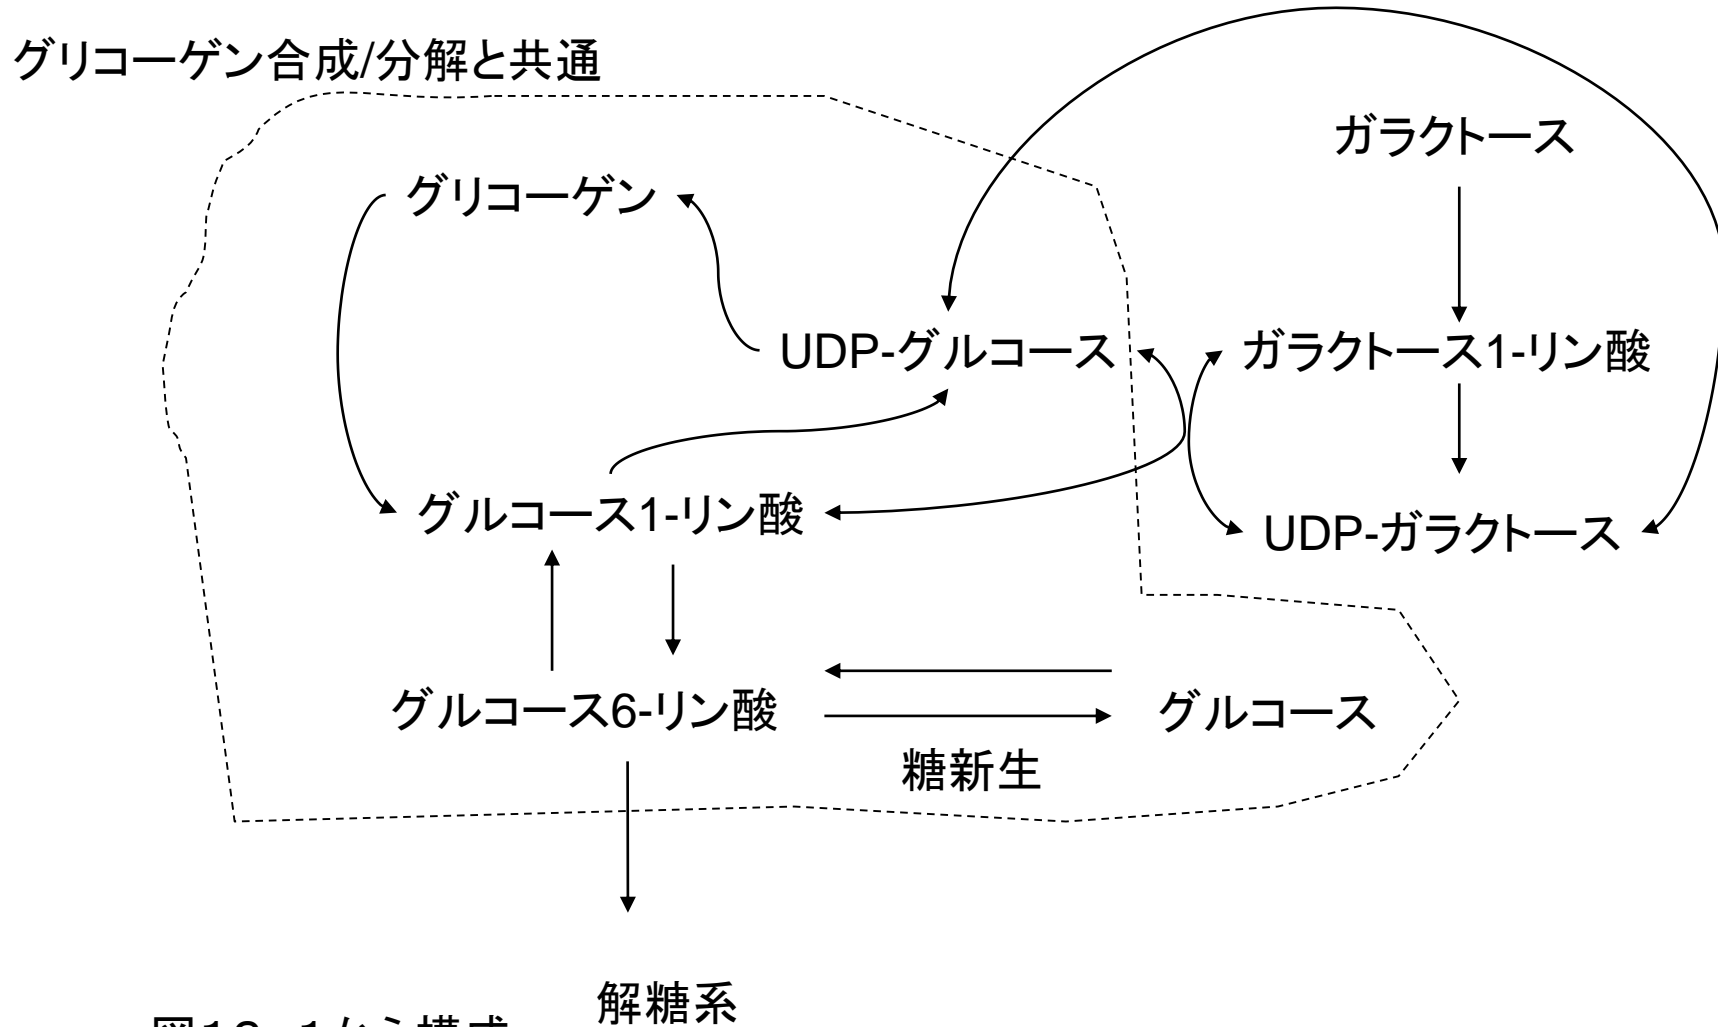 グリコーゲン合成/分解と共通
ガラクトース
グリコーゲン
UDP-グルコース
ガラクトース1-リン酸
グルコース1-リン酸
UDP-ガラクトース
グルコース6-リン酸
グルコース
糖新生
解糖系
から構成